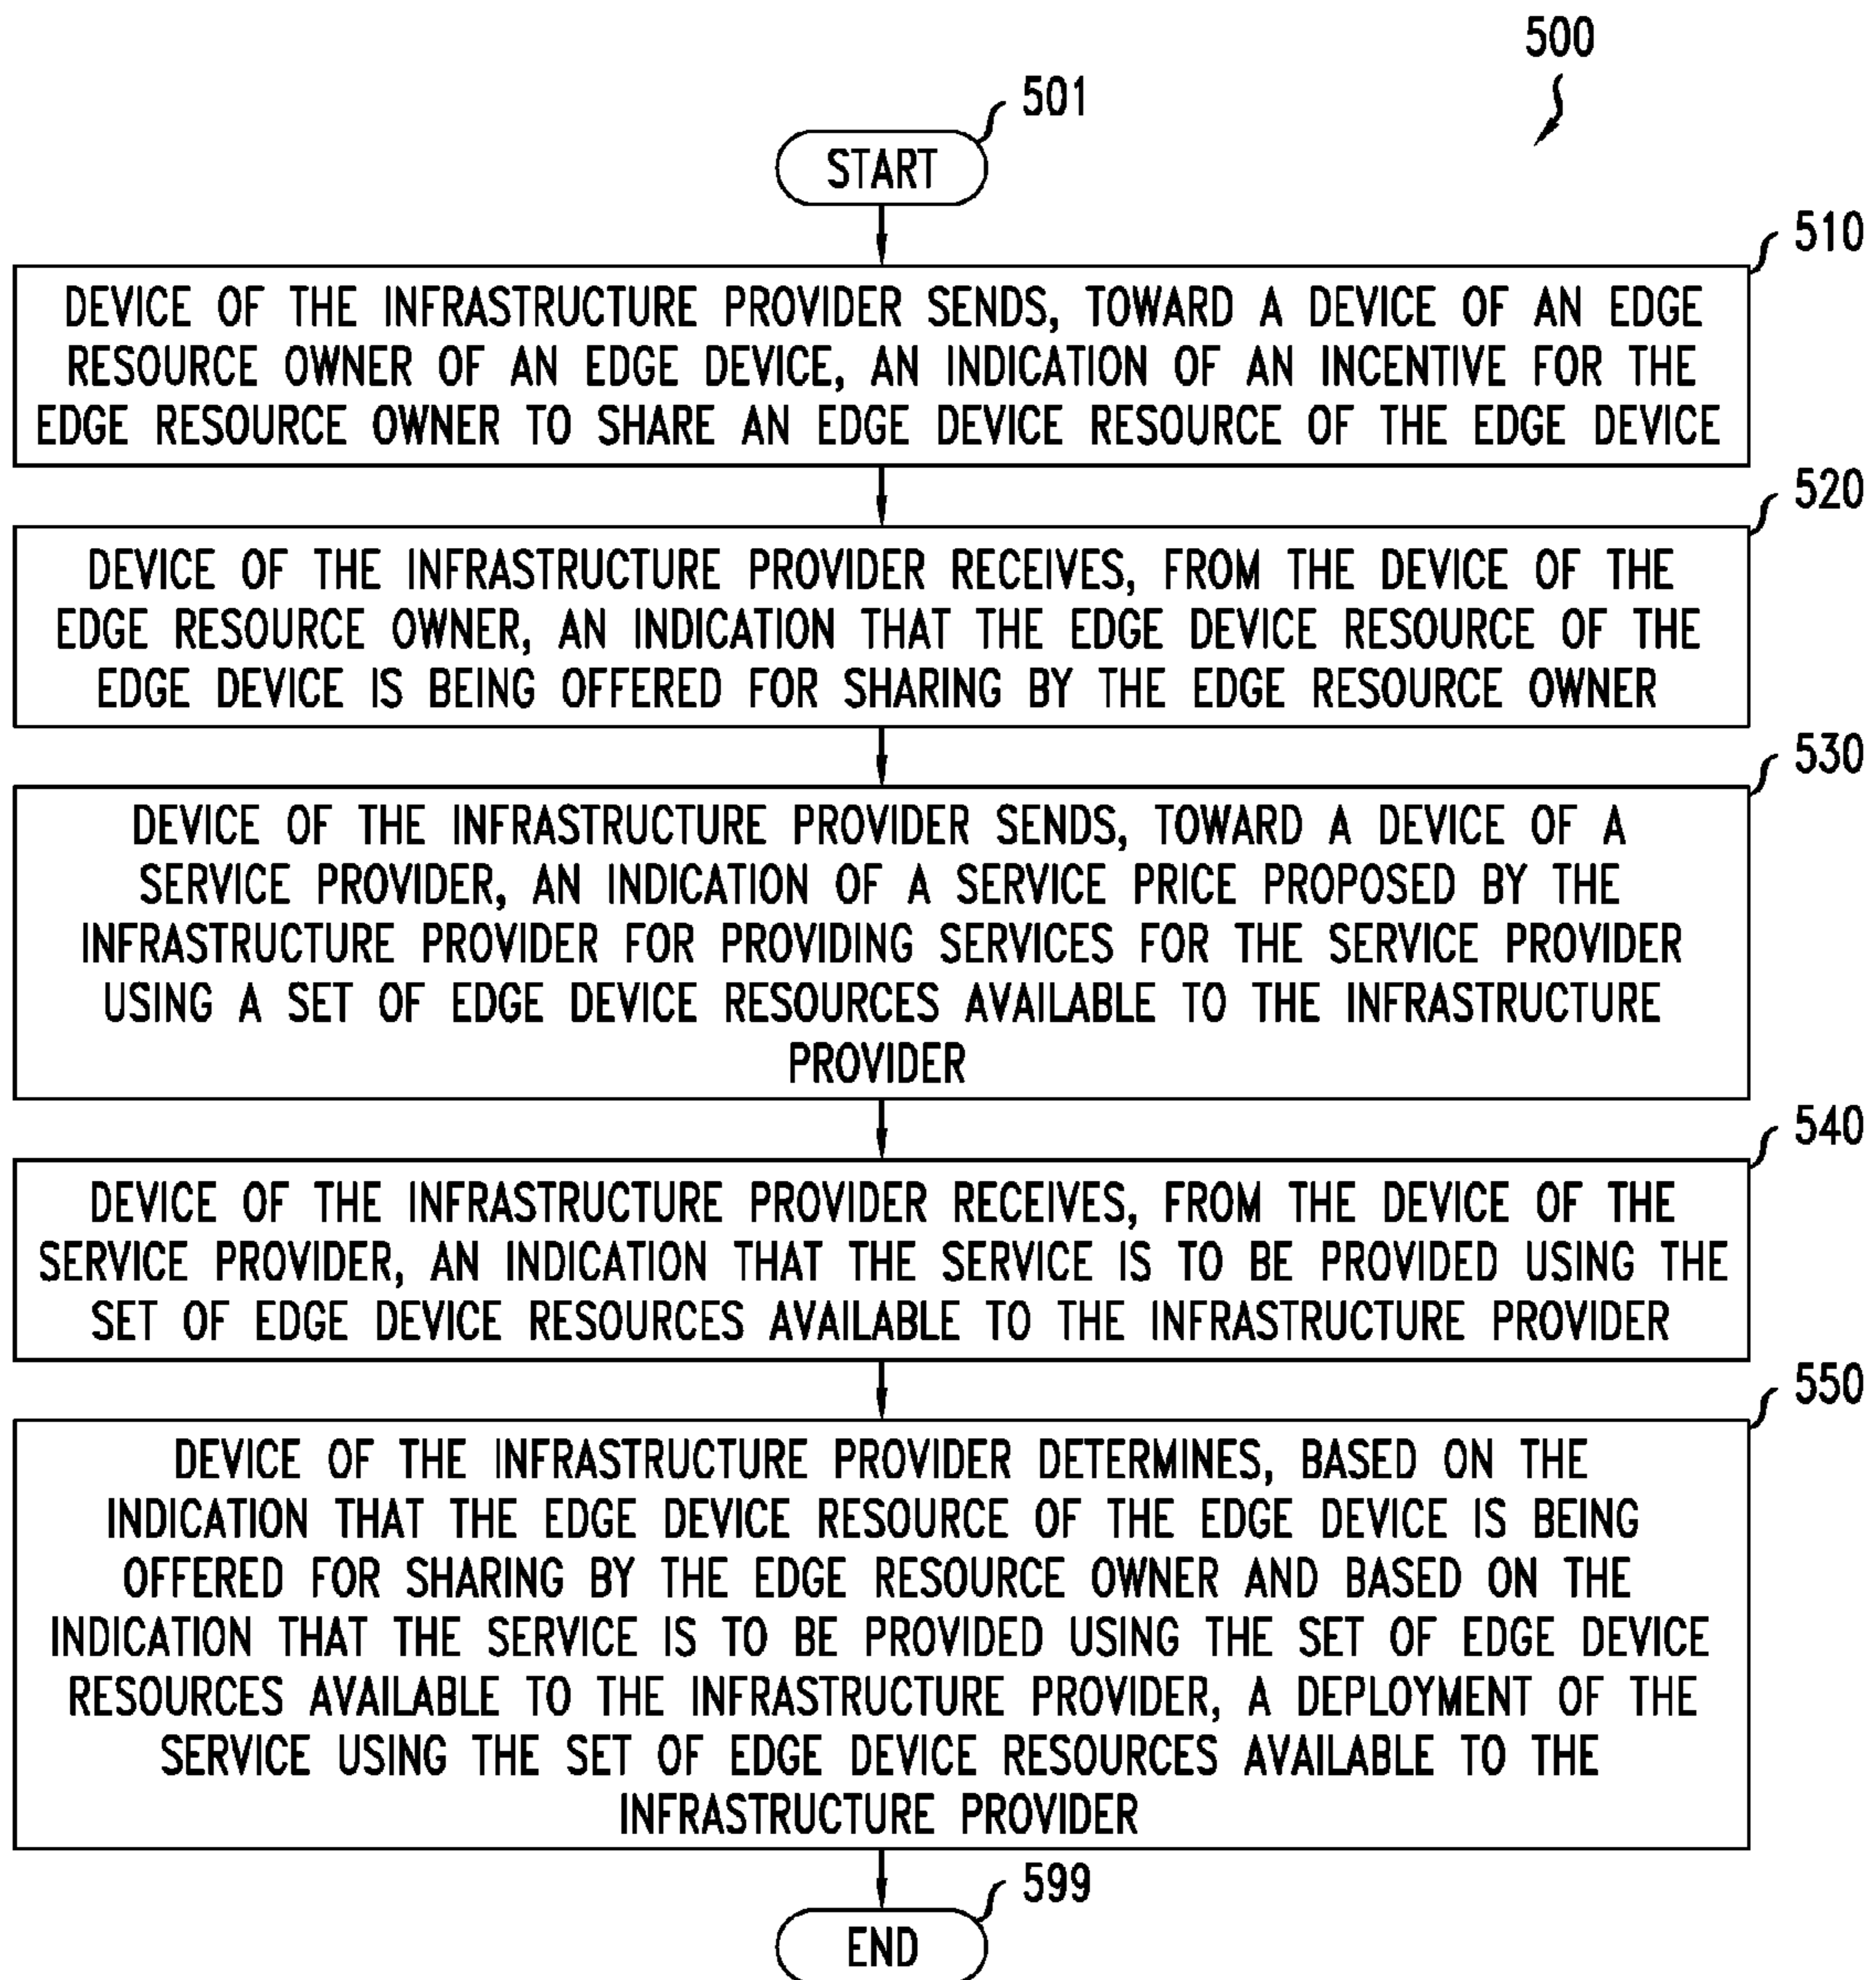 500
501
START
510
DEVICE OF THE INFRASTRUCTURE PROVIDER SENDS, TOWARD A DEVICE OF AN EDGE
RESOURCE OWNER OF AN EDGE DEVICE, AN INDICATION OF AN INCENTIVE FOR THE
EDGE RESOURCE OWNER TO SHARE AN EDGE DEVICE RESOURCE OF THE EDGE DEVICE
520
DEVICE OF THE INFRASTRUCTURE PROVIDER RECEIVES, FROM THE DEVICE OF THE
EDGE RESOURCE OWNER, AN INDICATION THAT THE EDGE DEVICE RESOURCE OF THE
EDGE DEVICE IS BEING OFFERED FOR SHARING BY THE EDGE RESOURCE OWNER
530
DEVICE OF THE INFRASTRUCTURE PROVIDER SENDS, TOWARD A DEVICE OF A
SERVICE PROVIDER, AN INDICATION OF A SERVICE PRICE PROPOSED BY THE
INFRASTRUCTURE PROVIDER FOR PROVIDING SERVICES FOR THE SERVICE PROVIDER
USING A SET OF EDGE DEVICE RESOURCES AVAILABLE TO THE INFRASTRUCTURE
PROVIDER
540
DEVICE OF THE INFRASTRUCTURE PROVIDER RECEIVES, FROM THE DEVICE OF THE
SERVICE PROVIDER, AN INDICATION THAT THE SERVICE IS TO BE PROVIDED USING THE
SET OF EDGE DEVICE RESOURCES AVAILABLE TO THE INFRASTRUCTURE PROVIDER
550
DEVICE OF THE INFRASTRUCTURE PROVIDER DETERMINES, BASED ON THE
INDICATION THAT THE EDGE DEVICE RESOURCE OF THE EDGE DEVICE IS BEING
OFFERED FOR SHARING BY THE EDGE RESOURCE OWNER AND BASED ON THE
INDICATION THAT THE SERVICE IS TO BE PROVIDED USING THE SET OF EDGE DEVICE
RESOURCES AVAILABLE TO THE INFRASTRUCTURE PROVIDER, A DEPLOYMENT OF THE
SERVICE USING THE SET OF EDGE DEVICE RESOURCES AVAILABLE TO THE
INFRASTRUCTURE PROVIDER
599
END